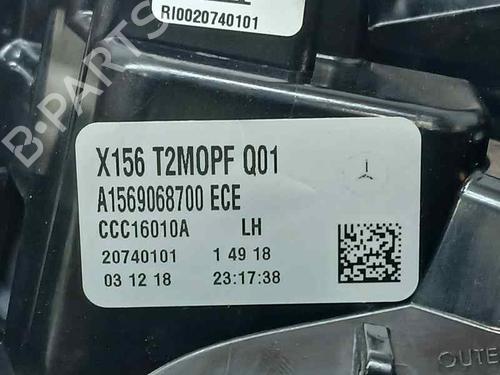 RI0020740101
B-PARTS
X156 T2MOPF Q01
A1569068700 ECE
CCC16010A LH
20740101 1 49 18
03 12 18 23:17:38
OUTE